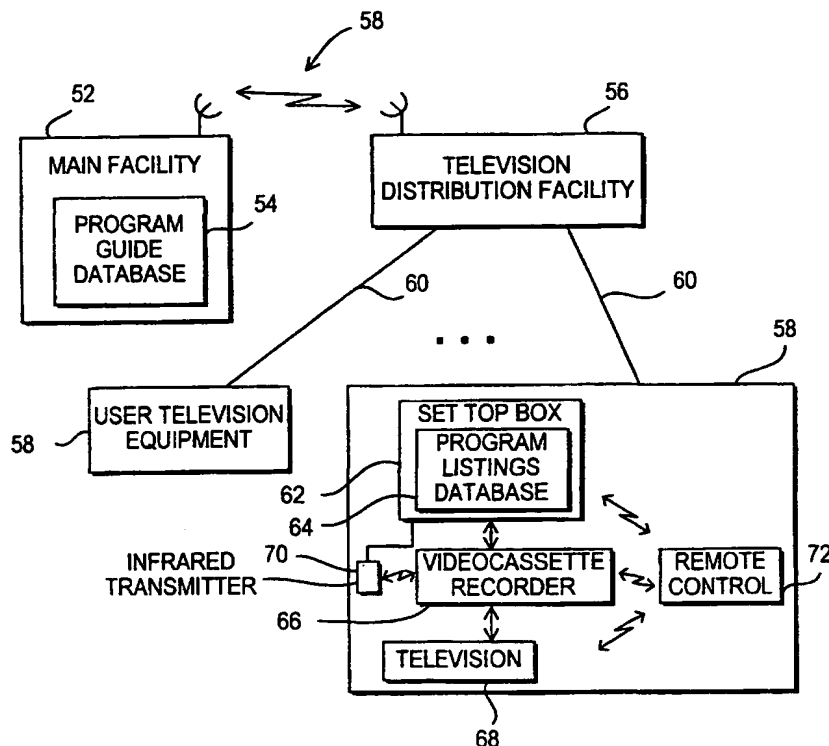 58
52
56
MAIN FACILITY
54
PROGRAM
GUIDE
DATABASE
TELEVISION
DISTRIBUTION FACILITY
60
60
. . .
58
USER TELEVISION
EQUIPMENT
58
SET TOP BOX
PROGRAM
LISTINGS
DATABASE
62
64
INFRARED
TRANSMITTER
70
VIDEOCASSETTE
RECORDER
66
REMOTE
CONTROL
72
TELEVISION
68